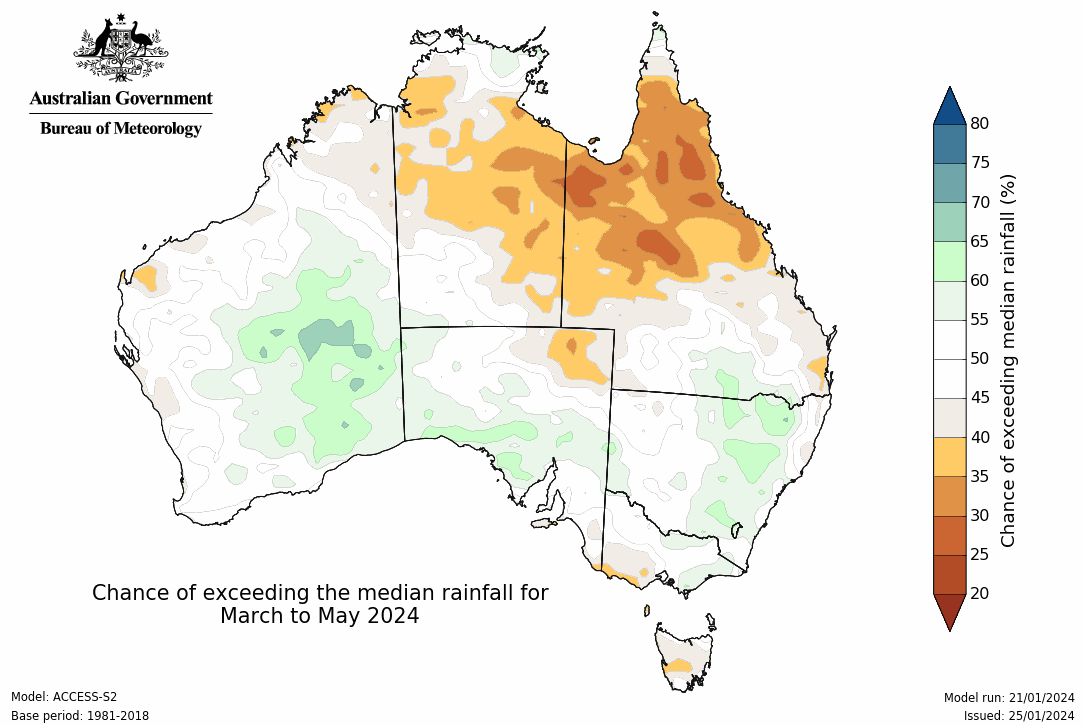 Australian Government
Bureau of Meteorology
80
75
70
65
60
55
50
45
40
35
30
25
20
Chance of exceeding median rainfall (%)
Chance of exceeding the median rainfall for
March to May 2024
Model: ACCESS-S2
Base period: 1981-2018
Model run: 21/01/2024
Issued: 25/01/2024